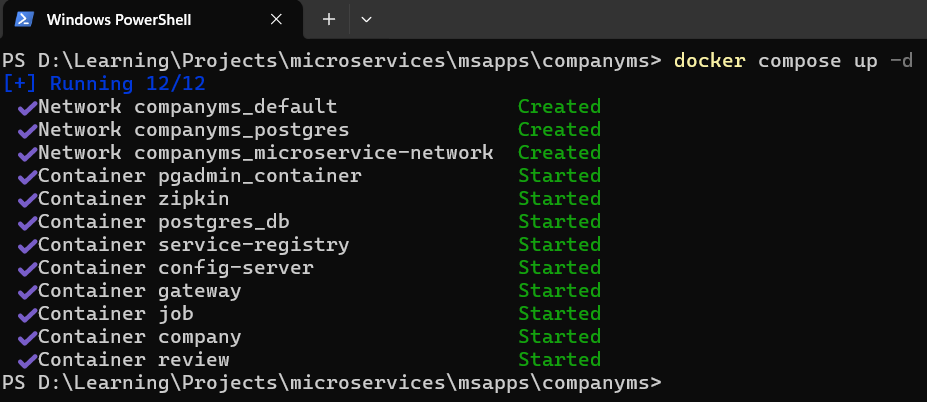 Windows PowerShell
PS D:\Learning\Projects\microservices\msapps\companyms> docker compose up -d
[+] Running 12/12
✔Network companyms_default Created
✔Network companyms_postgres Created
✔Network companyms_microservice-network Created
✔Container pgadmin_container Started
✔Container zipkin Started
✔Container postgres_db Started
✔Container service-registry Started
✔Container config-server Started
✔Container gateway Started
✔Container job Started
✔Container company Started
✔Container review Started
PS D:\Learning\Projects\microservices\msapps\companyms>